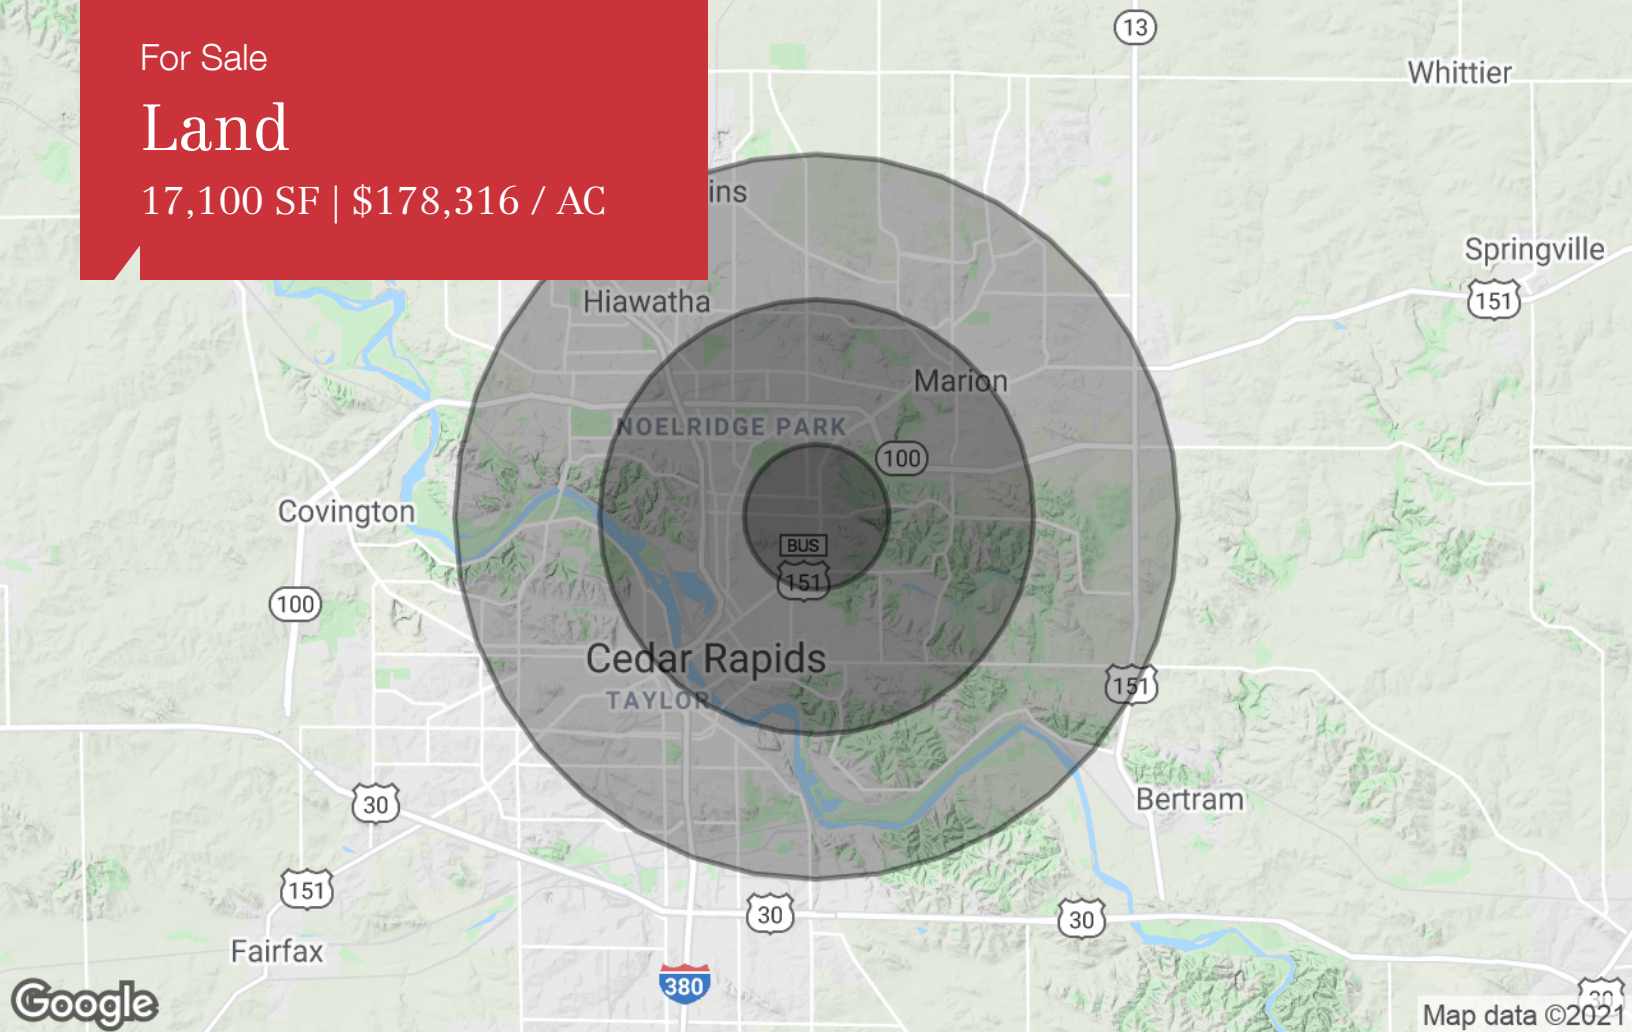 For Sale
Land
17,100 SF | $178,316 / AC
13
Whittier
ins
Springville
151
Hiawatha
Marion
NOELRIDGE PARK
100
Covington
BUS
151
100
Cedar Rapids
151
TAYLOR
30
Bertram
151
30
30
Fairfax
380
Google
30
Map data ©2021